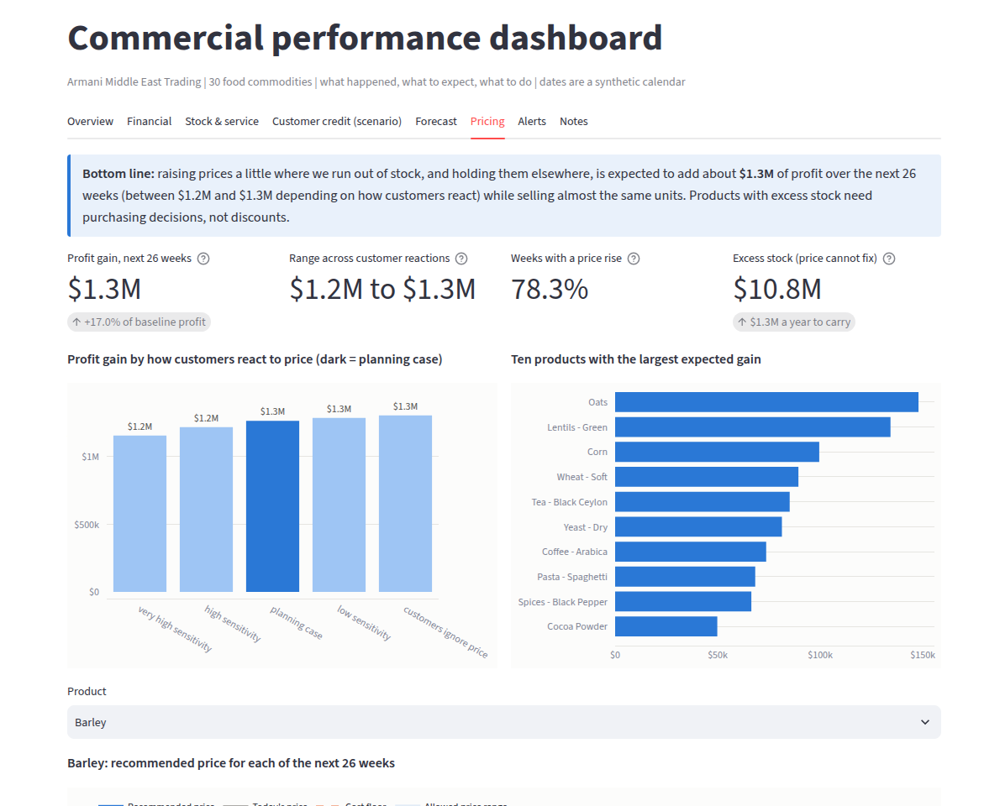 Commercial performance dashboard
Armani Middle East Trading | 30 food commodities | what happened, what to expect, what to do | dates are a synthetic calendar
Overview Financial Stock & service Customer credit (scenario) Forecast Pricing Alerts Notes
Bottom line: raising prices a little where we run out of stock, and holding them elsewhere, is expected to add about $1.3M of profit over the next 26
weeks (between $1.2M and $1.3M depending on how customers react) while selling almost the same units. Products with excess stock need
purchasing decisions, not discounts.
Profit gain, next 26 weeks
$1.3M
↑ +17.0% of baseline profit
Range across customer reactions
$1.2M to $1.3M
Weeks with a price rise
78.3%
Excess stock (price cannot fix)
$10.8M
↑ $1.3M a year to carry
Profit gain by how customers react to price (dark = planning case)
$1.2M
$1.2M
$1.3M
$1.3M
$1.3M
$1M
$500k
$0
very high sensitivity
high sensitivity
planning case
low sensitivity
customers ignore price
Ten products with the largest expected gain
Oats
Lentils - Green
Corn
Wheat - Soft
Tea - Black Ceylon
Yeast - Dry
Coffee - Arabica
Pasta - Spaghetti
Spices - Black Pepper
Cocoa Powder
$0 $50k $100k $150k
Product
Barley
Barley: recommended price for each of the next 26 weeks
Recommended price Today's price Cost floor Allowed price range